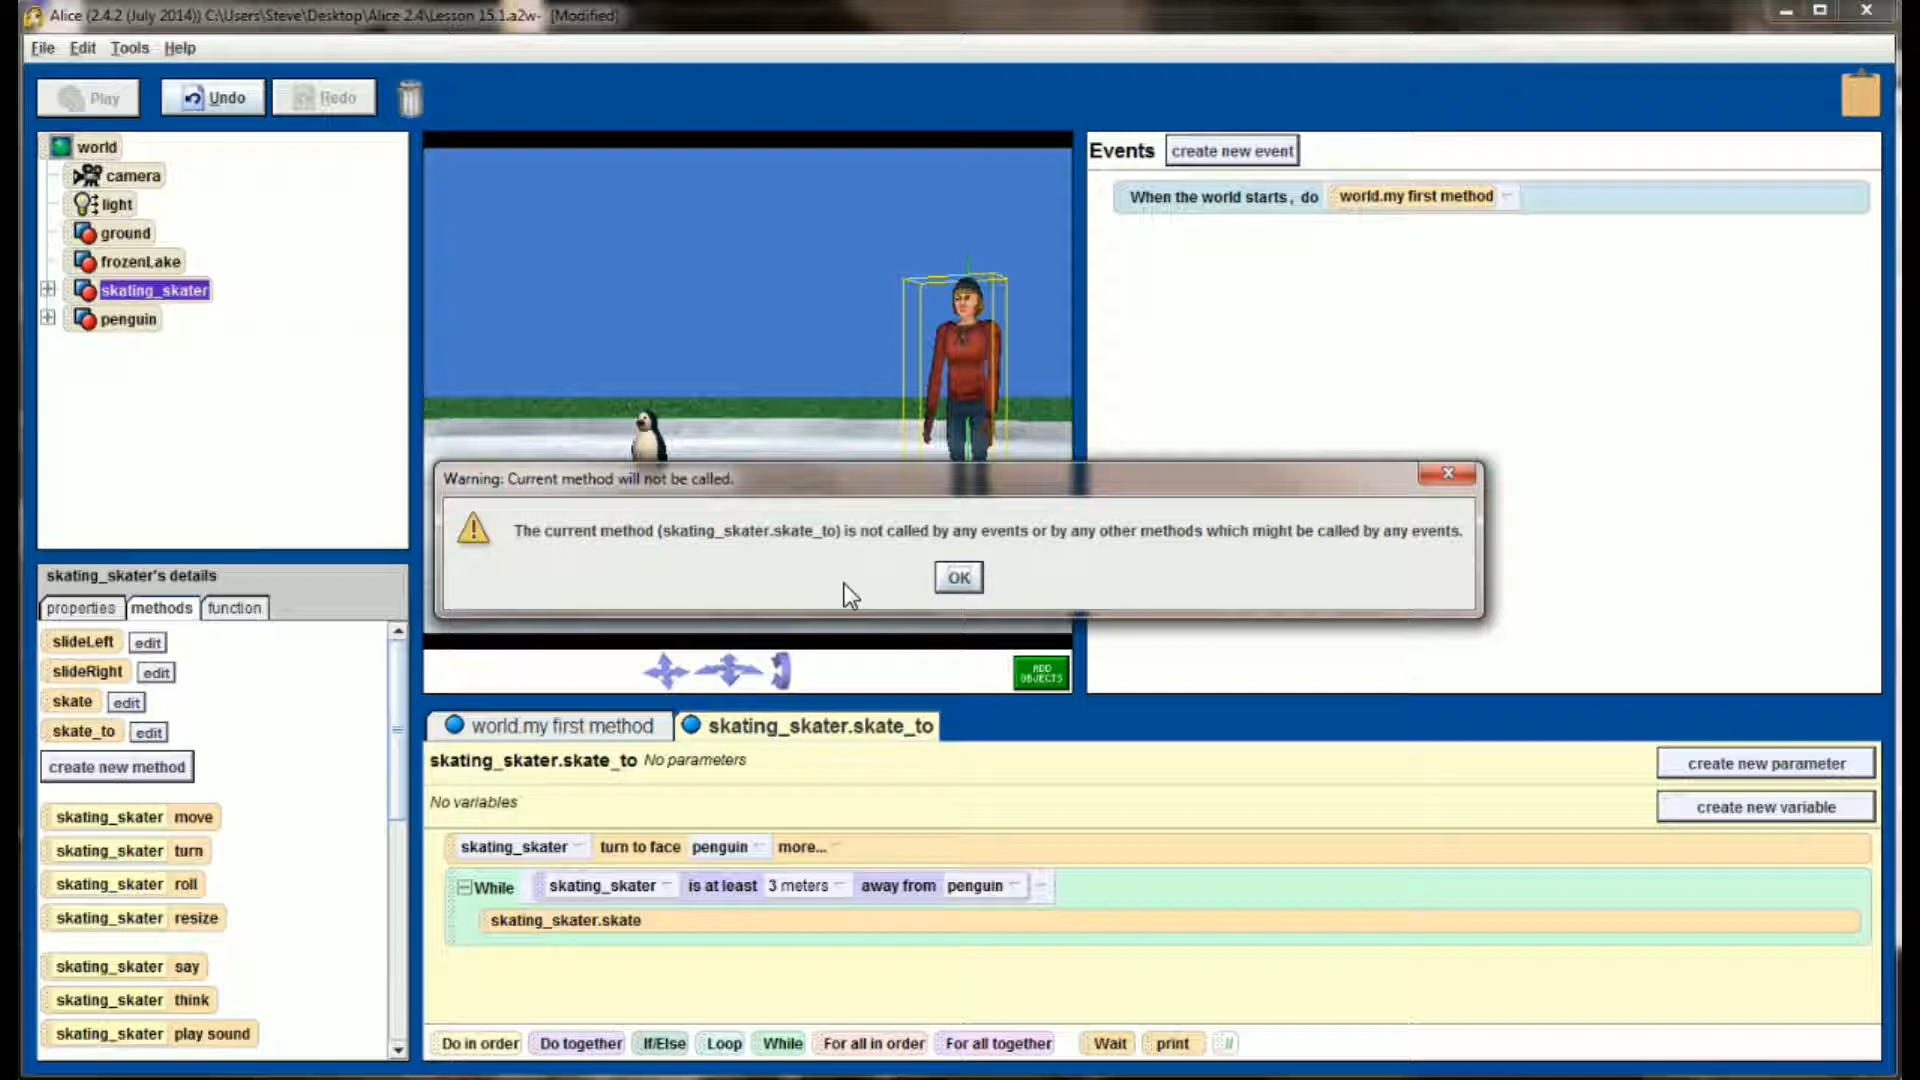 Alice (2.4.2 (July 2014)) C:\Users\Steve\Desktop\Alice 2.4\Lesson 15.1.a2w- [Modified]
File Edit Tools Help
Play Undo Redo
world
camera
light
ground
frozenLake
skating_skater
penguin
Events create new event
When the world starts, do world.my first method
Warning: Current method will not be called.
The current method (skating_skater.skate_to) is not called by any events or by any other methods which might be called by any events.
OK
ADD OBJECTS
skating_skater's details
properties methods function
slideLeft edit
slideRight edit
skate edit
skate_to edit
create new method
skating_skater move
skating_skater turn
skating_skater roll
skating_skater resize
skating_skater say
skating_skater think
skating_skater play sound
world.my first method skating_skater.skate_to
skating_skater.skate_to No parameters create new parameter
No variables create new variable
skating_skater turn to face penguin more...
While skating_skater is at least 3 meters away from penguin
skating_skater.skate
Do in order Do together If/Else Loop While For all in order For all together Wait print //